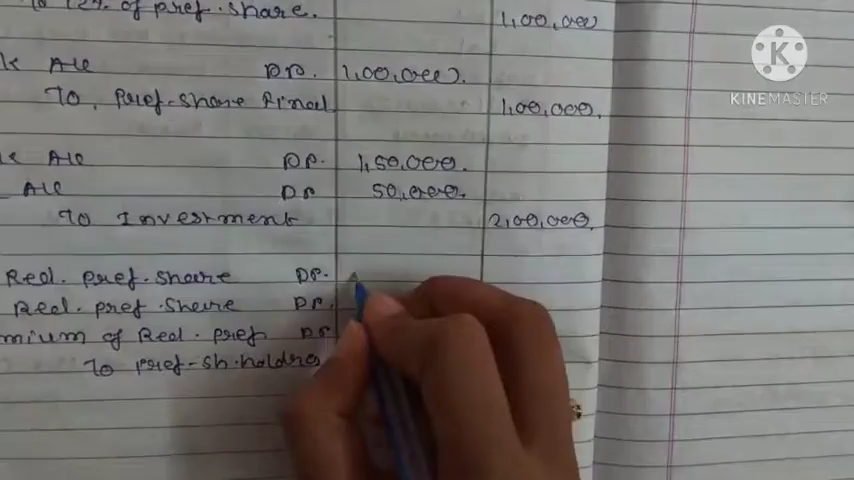 To 12% of pref. share. 1,00,000
K A/c DR. 1,00,000.
To, Pref-share final 1,00,000.
K A/c DR. 1,50,000.
A/c DR 50,000.
To Investment 2,00,000.
Red. pref. share DR.
Red. pref. share DR.
mium of Red. pref DR
To pref-sh. holdre
K
KINEMASTER